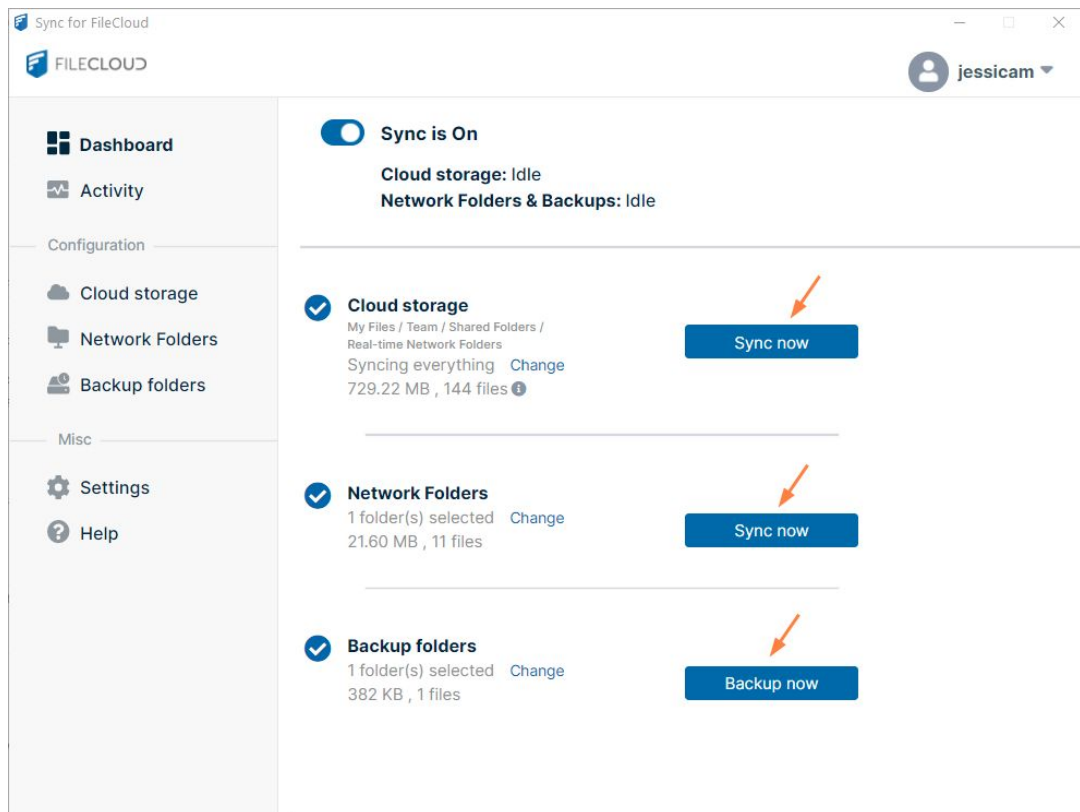 Sync for FileCloud
FILECLOUD
jessicam
Dashboard
Activity
Configuration
Cloud storage
Network Folders
Backup folders
Misc
Settings
Help
Sync is On
Cloud storage: Idle
Network Folders & Backups: Idle
Cloud storage
My Files / Team / Shared Folders /
Real-time Network Folders
Syncing everything Change
729.22 MB , 144 files
Sync now
Network Folders
1 folder(s) selected Change
21.60 MB , 11 files
Sync now
Backup folders
1 folder(s) selected Change
382 KB , 1 files
Backup now